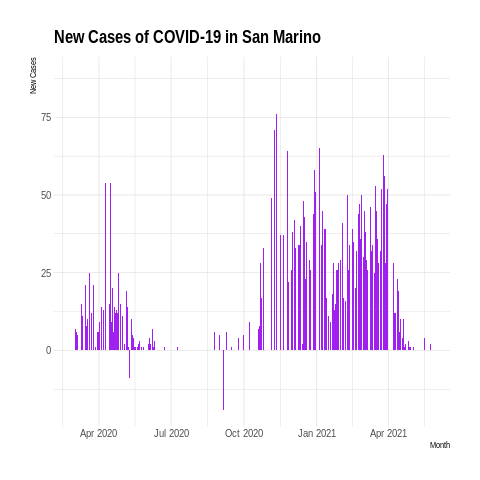 New Cases of COVID-19 in San Marino
New Cases
75
50
25
0
Apr 2020 Jul 2020 Oct 2020 Jan 2021 Apr 2021
Month